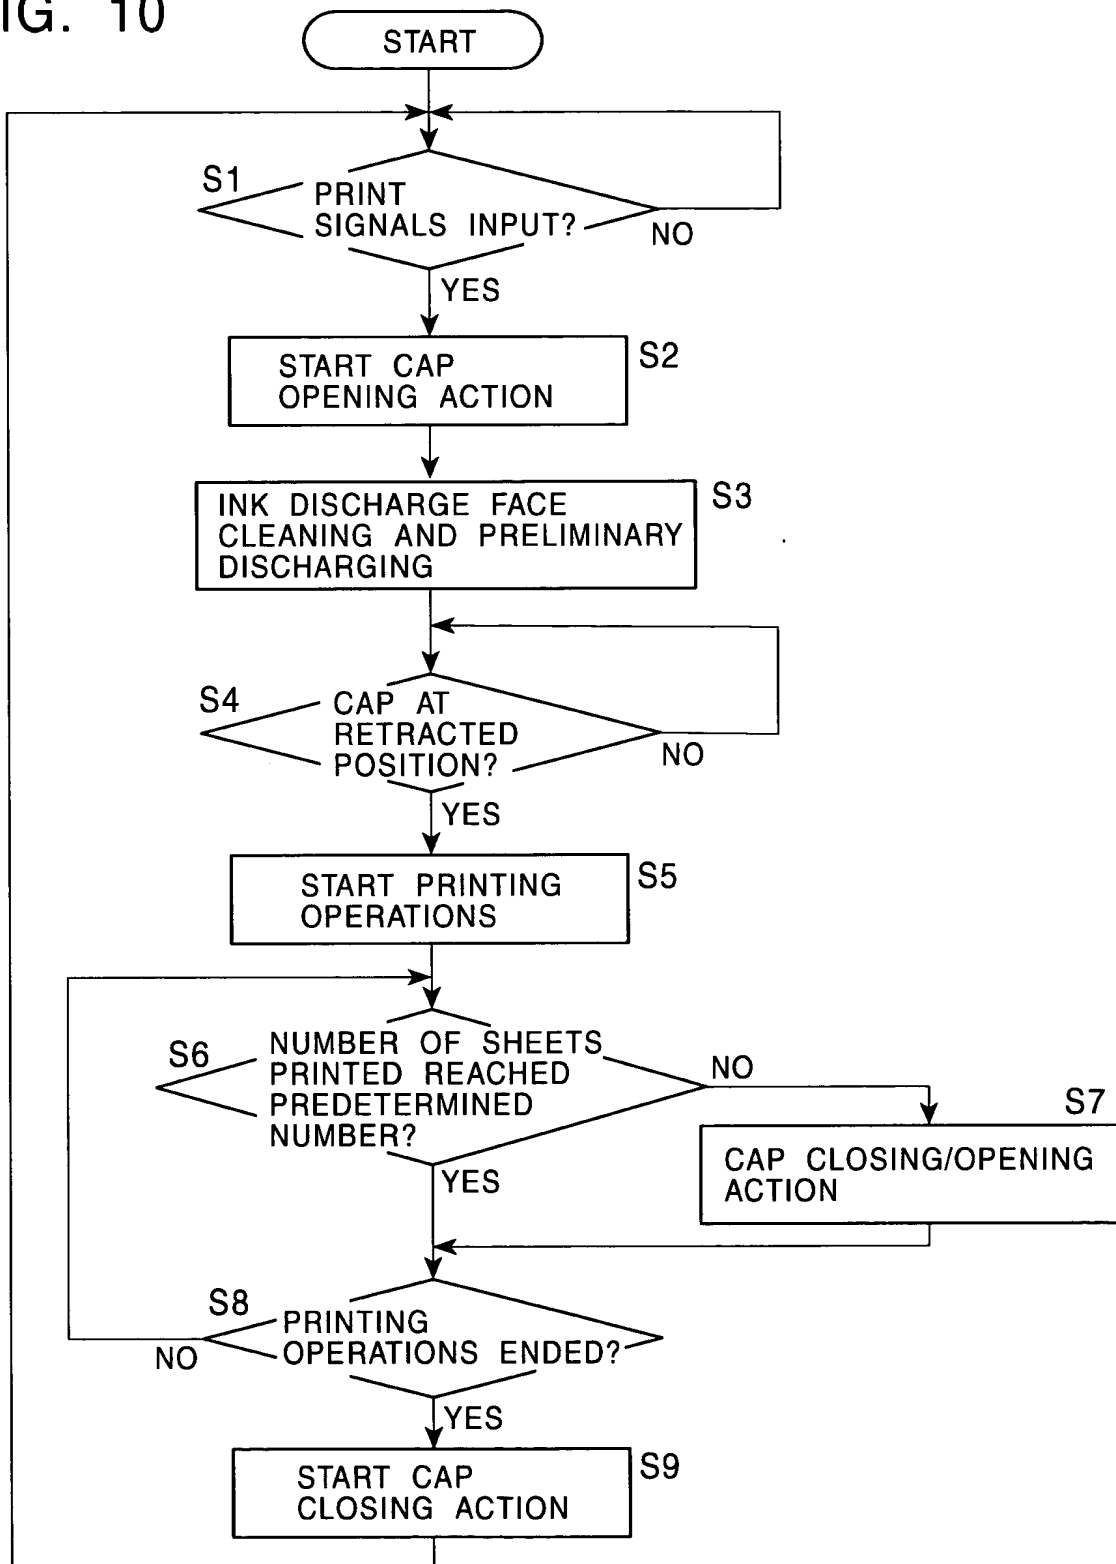 IG. 10
START
S1
PRINT
SIGNALS INPUT?
NO
YES
START CAP
OPENING ACTION
S2
INK DISCHARGE FACE
CLEANING AND PRELIMINARY
DISCHARGING
S3
S4
CAP AT
RETRACTED
POSITION?
NO
YES
START PRINTING
OPERATIONS
S5
S6
NUMBER OF SHEETS
PRINTED REACHED
PREDETERMINED
NUMBER?
NO
YES
S7
CAP CLOSING/OPENING
ACTION
S8
PRINTING
OPERATIONS ENDED?
NO
YES
START CAP
CLOSING ACTION
S9